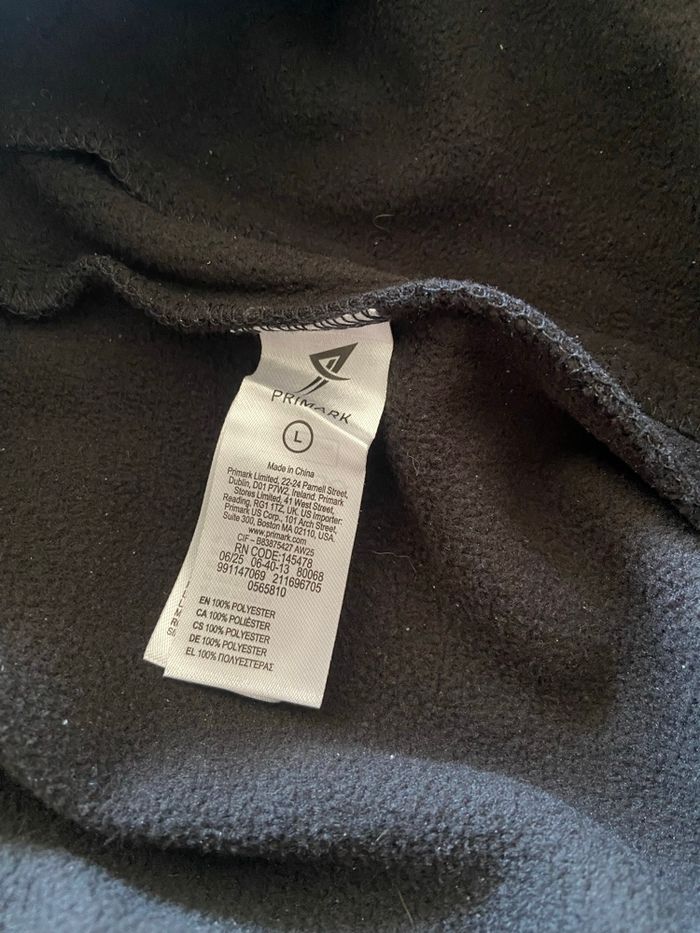 PRIMARK
L
Made in China
Primark Limited, 22-24 Parnell Street,
Dublin, D01 P7W2, Ireland. Primark
Stores Limited, 41 West Street,
Reading, RG1 1TZ, UK. US Importer:
Primark US Corp., 101 Arch Street,
Suite 300, Boston MA 02110, USA.
www.primark.com
CIF – B83875427 AW25
RN CODE:145478
06/25 06-40-13 80068
991147069 211696705
0565810
EN 100% POLYESTER
CA 100% POLIÈSTER
CS 100% POLYESTER
DE 100% POLYESTER
EL 100% ΠΟΛΥΕΣΤΕΡΑΣ